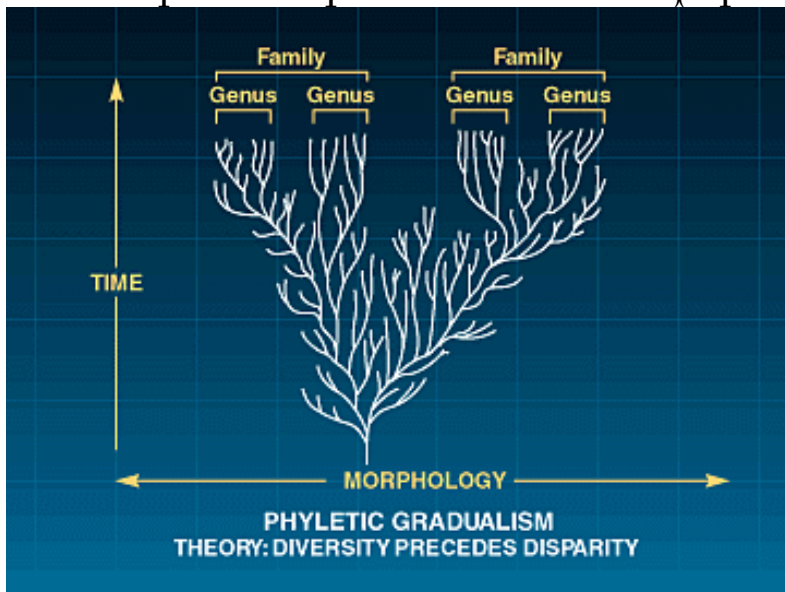 Family Family
Genus Genus Genus Genus
TIME
MORPHOLOGY
PHYLETIC GRADUALISM
THEORY: DIVERSITY PRECEDES DISPARITY